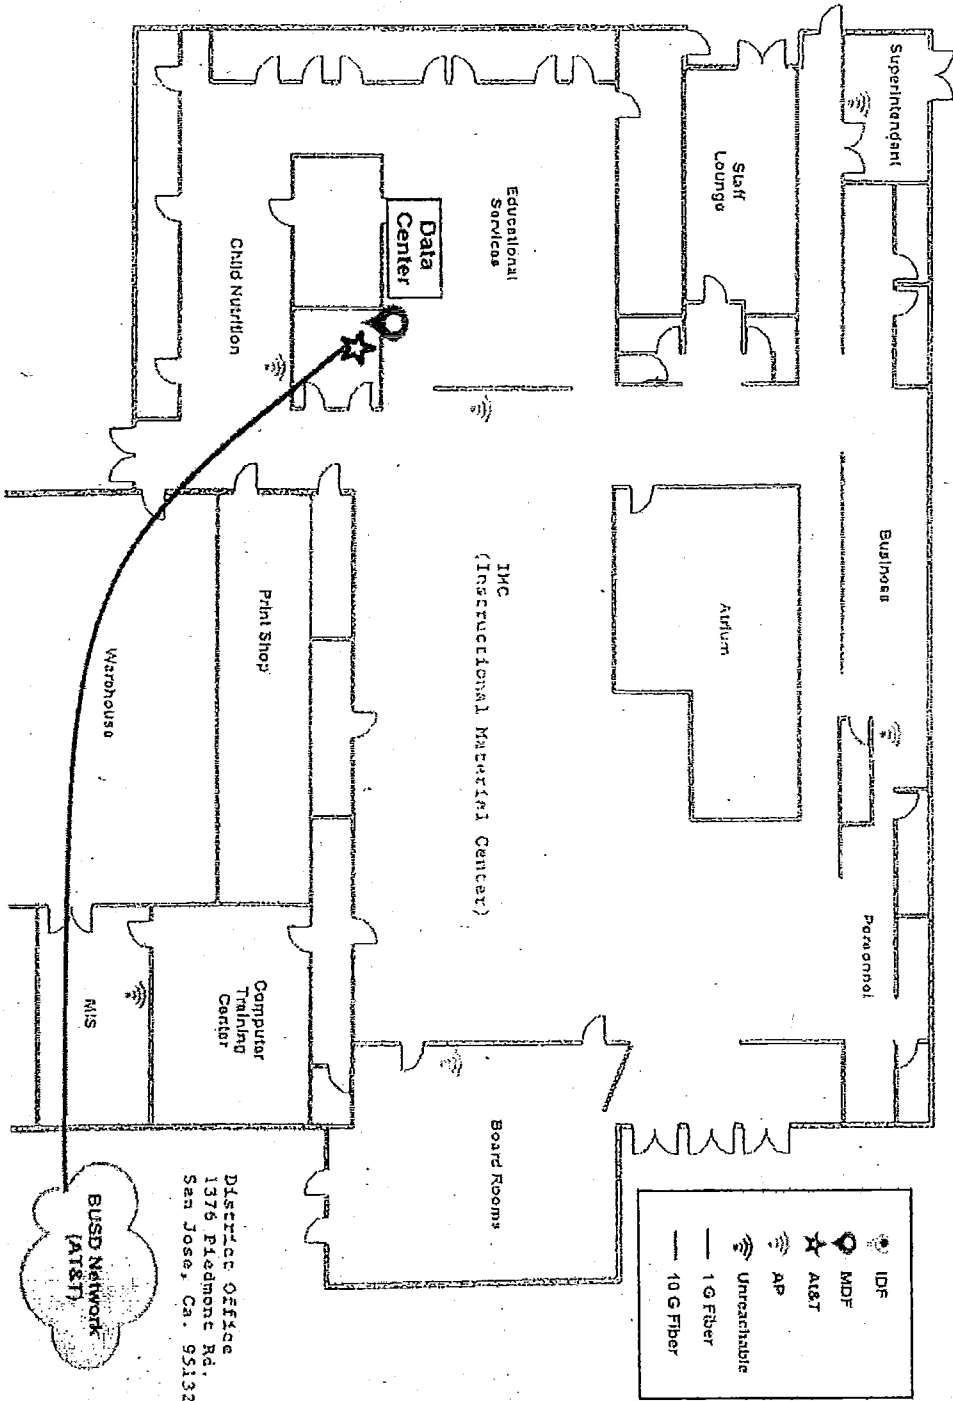 Superintendant
Staff
Lounge
Educational
Services
Data
Center
Child Nutrition
Business
Atrium
IMC
(Instructional Material Center)
Print Shop
Warehouse
Personnel
Computer
Training
Center
MIS
Board Rooms
IDF
MDF
At&T
AP
Unreachable
1 G Fiber
10 G Fiber
District Office
1376 Piedmont Rd.
San Jose, Ca. 95132
BUSD Network
(AT&T)